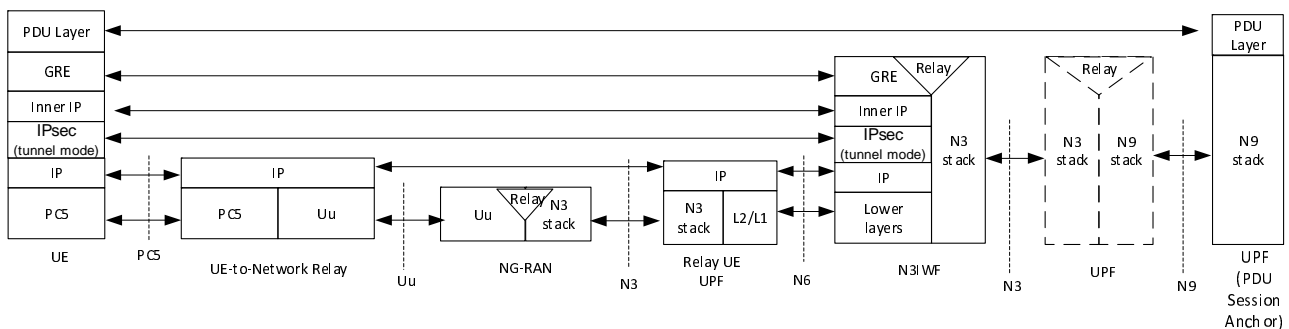 PDU Layer
GRE
Inner IP
IPsec
(tunnel mode)
IP
PC5
UE
PC5
IP
PC5
Uu
UE-to-Network Relay
Uu
Uu
Relay
N3
stack
NG-RAN
N3
IP
N3
stack
L2/L1
Relay UE
UPF
N6
GRE
Relay
Inner IP
IPsec
(tunnel mode)
IP
Lower
layers
N3
stack
N3IWF
N3
Relay
N3
stack
N9
stack
UPF
N9
PDU
Layer
N9
stack
UPF
(PDU
Session
Anchor)